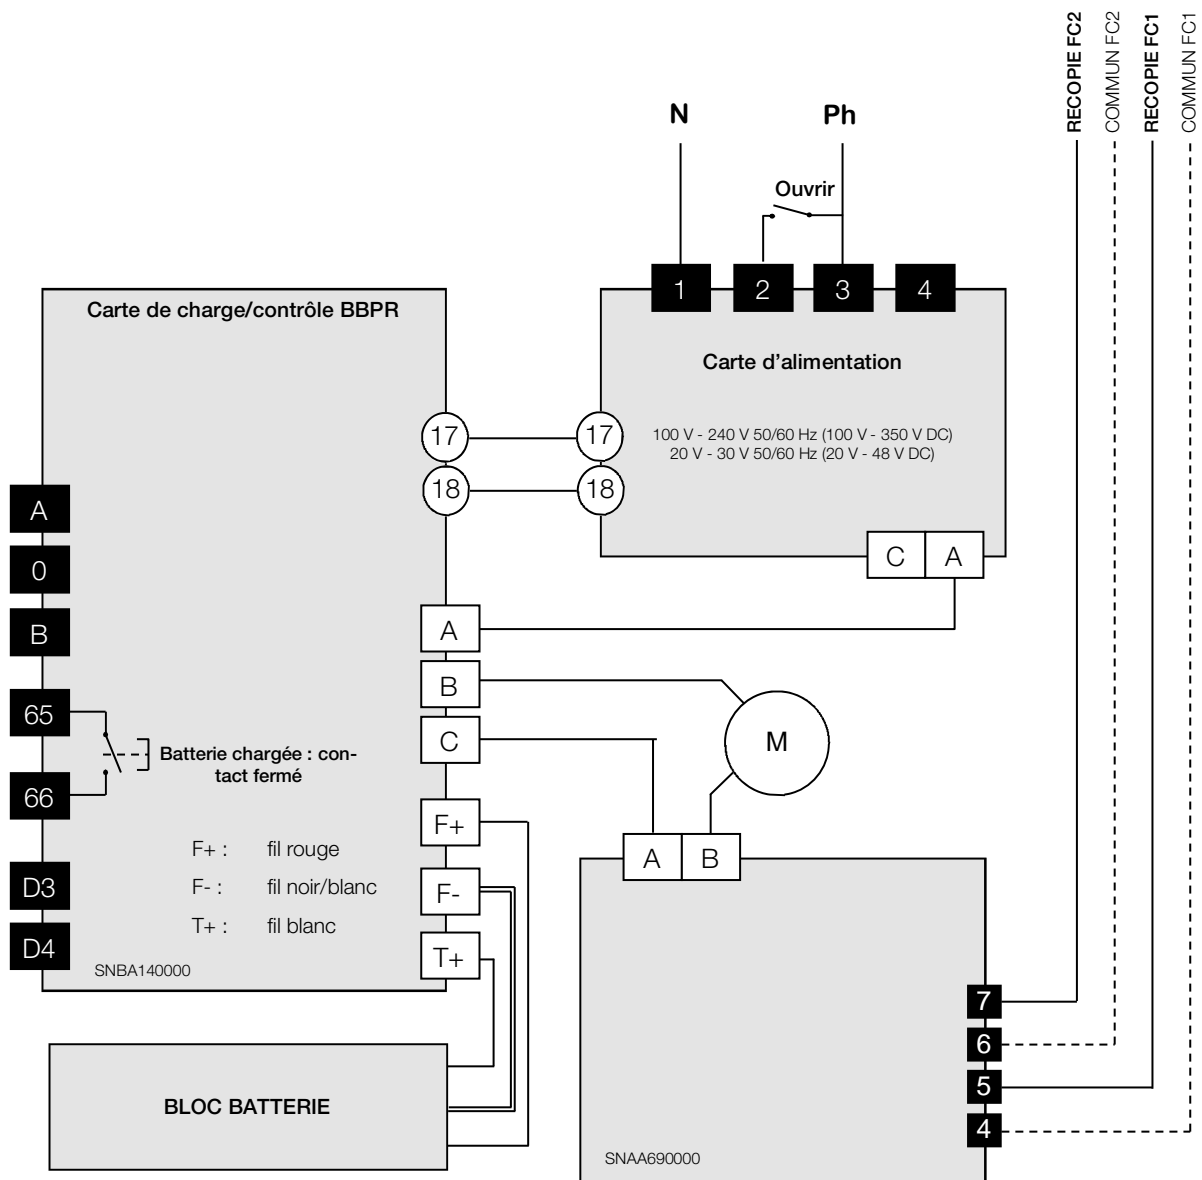 RECOPIE FC2
COMMUN FC2
RECOPIE FC1
COMMUN FC1
N
Ph
Ouvrir
1
2
3
4
Carte de charge/contrôle BBPR
Carte d'alimentation
100 V - 240 V 50/60 Hz (100 V - 350 V DC)
20 V - 30 V 50/60 Hz (20 V - 48 V DC)
17
17
18
18
A
0
B
C
A
A
B
C
65
66
Batterie chargée : con-
tact fermé
M
F+
F-
T+
F+ : fil rouge
F- : fil noir/blanc
T+ : fil blanc
D3
D4
SNBA140000
A
B
7
6
5
4
BLOC BATTERIE
SNAA690000